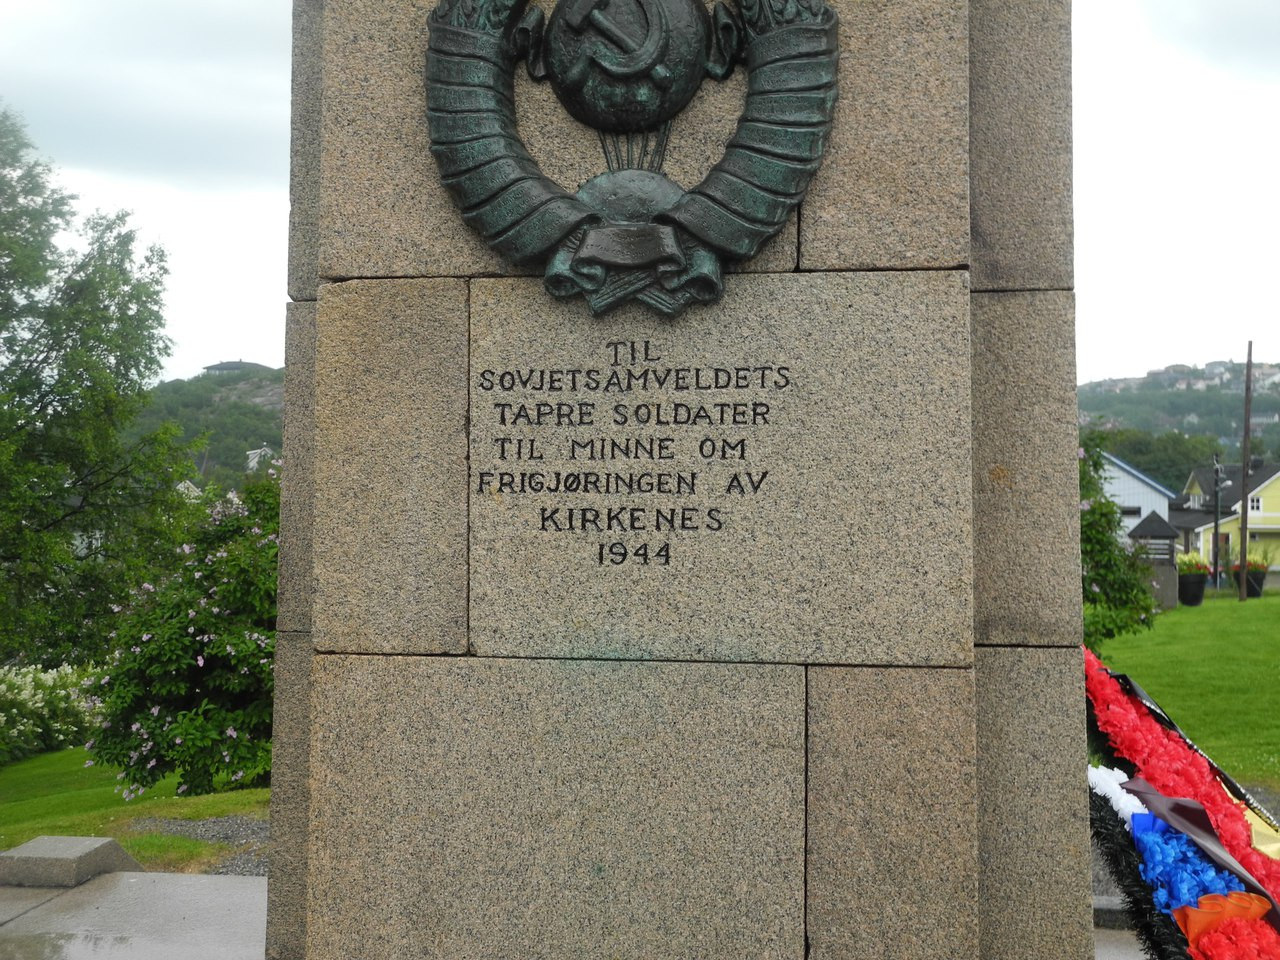 TIL
SOVJETSAMVELDETS
TAPRE SOLDATER
TIL MINNE OM
FRIGJØRINGEN AV
KIRKENES
1944